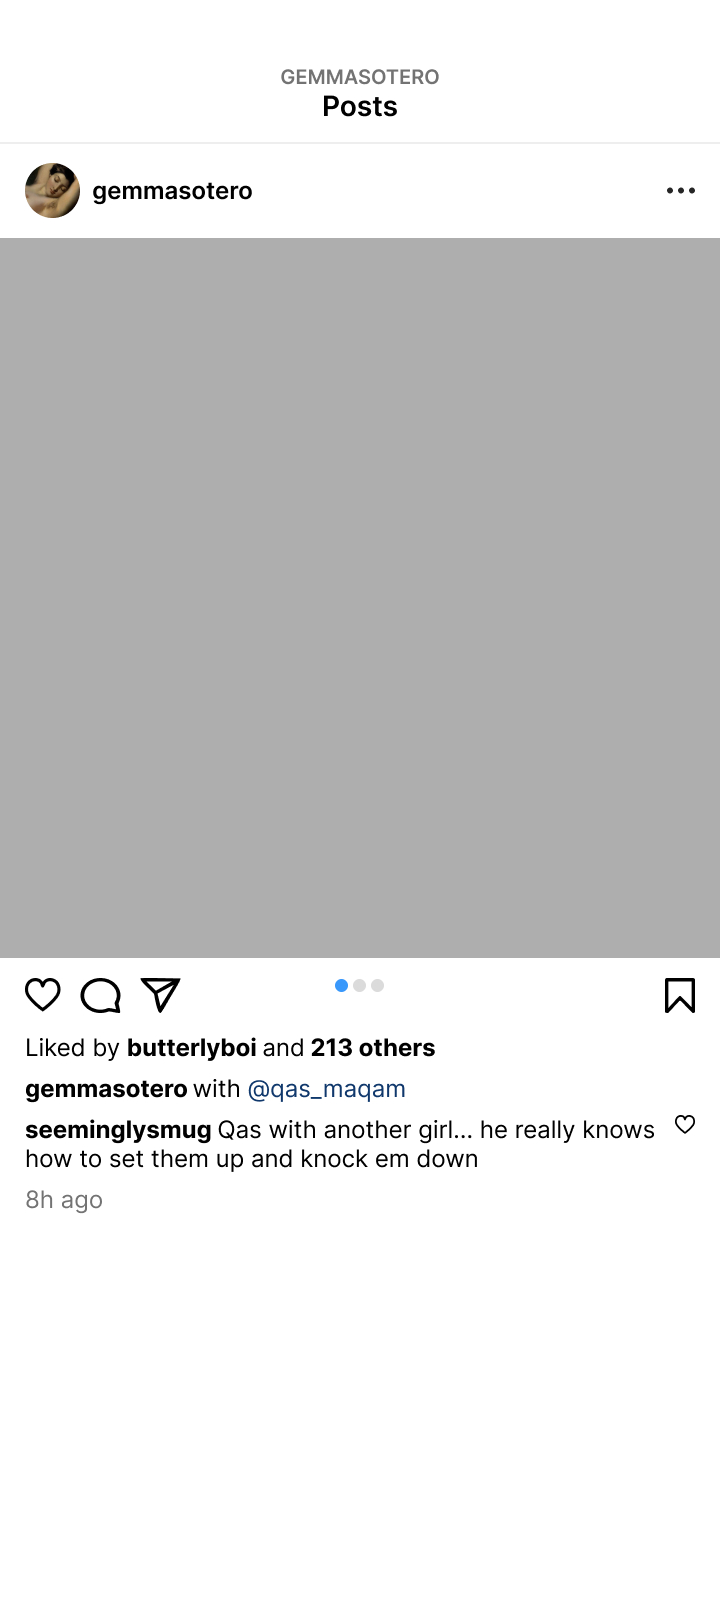 GEMMASOTERO
Posts
gemmasotero
Liked by butterlyboi and 213 others
gemmasotero with @qas_maqam
seeminglysmug Qas with another girl... he really knows
how to set them up and knock em down
8h ago